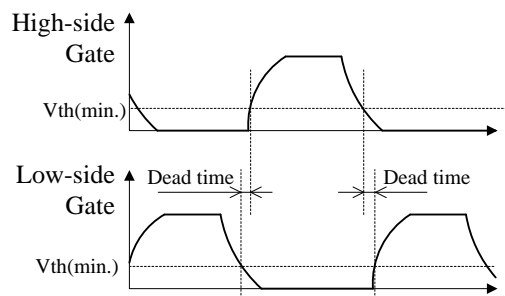 High-side
Gate
Vth(min.)
Low-side
Gate
Dead time
Dead time
Vth(min.)